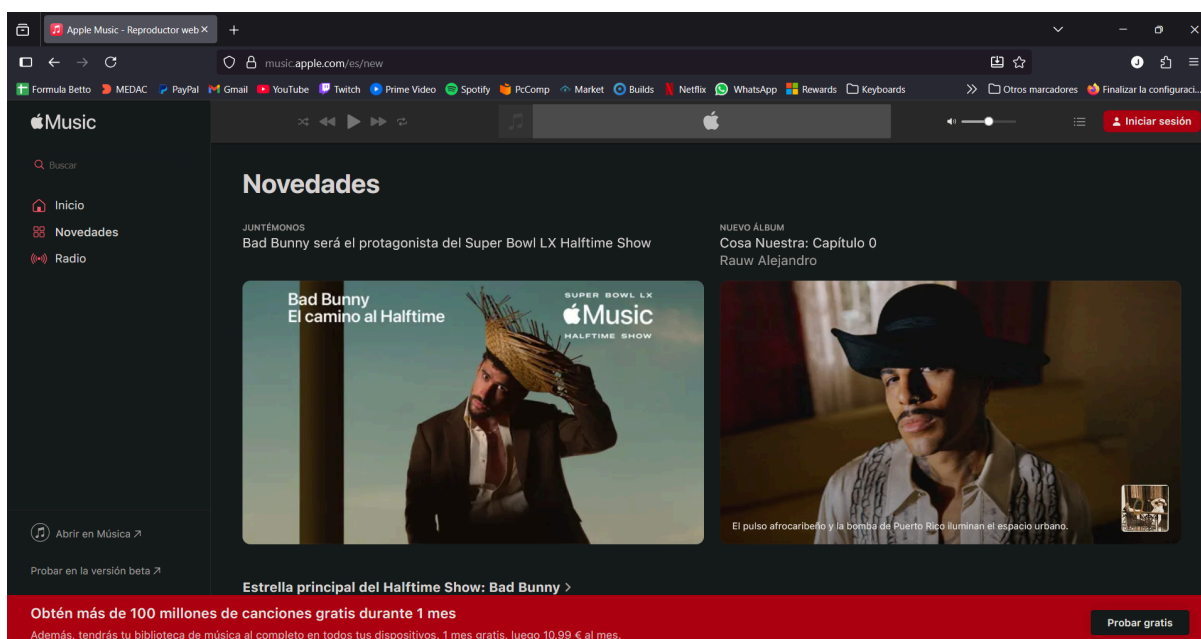 Apple Music - Reproductor web
music.apple.com/es/new
Formula Betto MEDAC PayPal Gmail YouTube Twitch Prime Video Spotify PcComp Market Builds Netflix WhatsApp Rewards Keyboards Otros marcadores Finalizar la configuraci...
Music
Iniciar sesión
Buscar
Inicio
Novedades
Radio
Abrir en Música
Probar en la versión beta
Novedades
JUNTÉMONOS
Bad Bunny será el protagonista del Super Bowl LX Halftime Show
Bad Bunny
El camino al Halftime
SUPER BOWL LX
Music
HALFTIME SHOW
NUEVO ÁLBUM
Cosa Nuestra: Capítulo 0
Rauw Alejandro
El pulso afrocaribeño y la bomba de Puerto Rico iluminan el espacio urbano.
Estrella principal del Halftime Show: Bad Bunny
Obtén más de 100 millones de canciones gratis durante 1 mes
Además, tendrás tu biblioteca de música al completo en todos tus dispositivos. 1 mes gratis, luego 10,99 € al mes.
Probar gratis